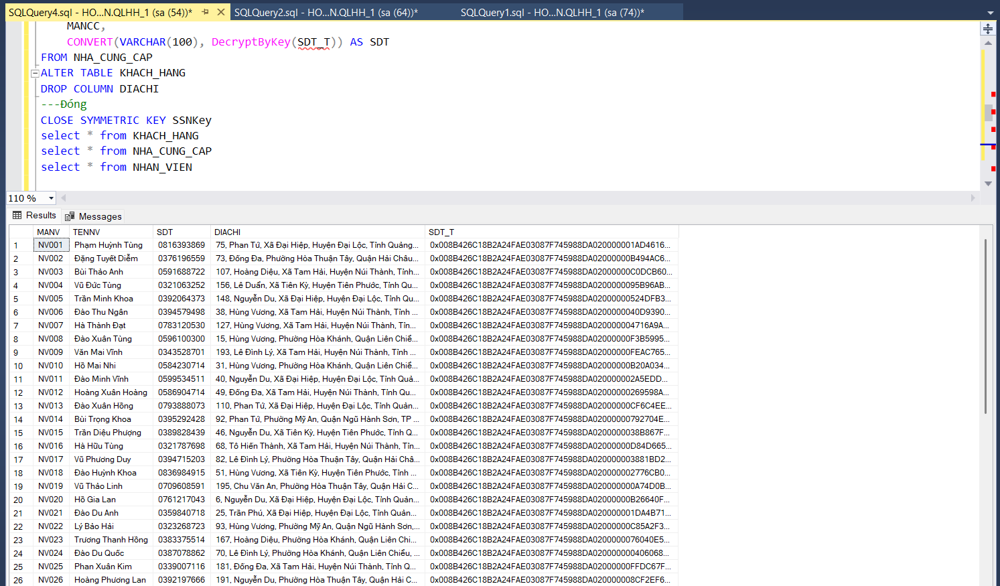 SQLQuery4.sql - HO...N.QLHH_1 (sa (54))* SQLQuery2.sql - HO...N.QLHH_1 (sa (64))* SQLQuery1.sql - HO...N.QLHH_1 (sa (74))*
MANCC,
CONVERT(VARCHAR(100), DecryptByKey(SDT_T)) AS SDT
FROM NHA_CUNG_CAP
ALTER TABLE KHACH_HANG
DROP COLUMN DIACHI
---Đóng
CLOSE SYMMETRIC KEY SSNKey
select * from KHACH_HANG
select * from NHA_CUNG_CAP
select * from NHAN_VIEN
110 %
Results Messages
MANV TENNV SDT DIACHI SDT_T
1 NV001 Phạm Huỳnh Tùng 0816393869 75, Phan Tứ, Xã Đại Hiệp, Huyện Đại Lộc, Tỉnh Quảng... 0x008B426C18B2A24FAE03087F745988DA020000001AD4616...
2 NV002 Đặng Tuyết Diễm 0376196559 73, Đống Đa, Phường Hòa Thuận Tây, Quận Hải Châu... 0x008B426C18B2A24FAE03087F745988DA02000000B494AC6...
3 NV003 Bùi Thảo Anh 0591688722 107, Hoàng Diệu, Xã Tam Hải, Huyện Núi Thành, Tỉnh... 0x008B426C18B2A24FAE03087F745988DA02000000C0DCB60...
4 NV004 Vũ Đức Tùng 0321063252 156, Lê Duẩn, Xã Tiên Kỳ, Huyện Tiên Phước, Tỉnh Qu... 0x008B426C18B2A24FAE03087F745988DA0200000095B96AB...
5 NV005 Trần Minh Khoa 0392064373 148, Nguyễn Du, Xã Đại Hiệp, Huyện Đại Lộc, Tỉnh Qu... 0x008B426C18B2A24FAE03087F745988DA02000000524DFB3...
6 NV006 Đào Thu Ngân 0394579498 38, Hùng Vương, Xã Tam Hải, Huyện Núi Thành, Tỉnh ... 0x008B426C18B2A24FAE03087F745988DA0200000040D9390...
7 NV007 Hà Thành Đạt 0783120530 127, Hùng Vương, Xã Tam Hải, Huyện Núi Thành, Tỉn... 0x008B426C18B2A24FAE03087F745988DA020000004716A9A...
8 NV008 Đào Xuân Tùng 0596100300 15, Hùng Vương, Phường Hòa Khánh, Quận Liên Chiể... 0x008B426C18B2A24FAE03087F745988DA02000000F3B5995...
9 NV009 Văn Mai Vĩnh 0343528701 193, Lê Đình Lý, Xã Tam Hải, Huyện Núi Thành, Tỉnh ... 0x008B426C18B2A24FAE03087F745988DA02000000FEAC765...
10 NV010 Hồ Mai Nhi 0584230714 31, Hùng Vương, Phường Hòa Khánh, Quận Liên Chiể... 0x008B426C18B2A24FAE03087F745988DA02000000B20A034...
11 NV011 Đào Minh Vĩnh 0599534511 40, Nguyễn Du, Xã Đại Hiệp, Huyện Đại Lộc, Tỉnh Quả... 0x008B426C18B2A24FAE03087F745988DA020000002A5EDD...
12 NV012 Hoàng Xuân Hoàng 0586904714 49, Đống Đa, Xã Tam Hải, Huyện Núi Thành, Tỉnh Qu... 0x008B426C18B2A24FAE03087F745988DA02000000269598A...
13 NV013 Đào Xuân Hồng 0793888073 110, Phan Tứ, Xã Đại Hiệp, Huyện Đại Lộc, Tỉnh Quản... 0x008B426C18B2A24FAE03087F745988DA02000000CF6C4EE...
14 NV014 Bùi Trọng Khoa 0395292428 92, Phan Tứ, Phường Mỹ An, Quận Ngũ Hành Sơn, TP ... 0x008B426C18B2A24FAE03087F745988DA02000000792704E...
15 NV015 Trần Diệu Phượng 0389828439 46, Nguyễn Du, Xã Tiên Kỳ, Huyện Tiên Phước, Tỉnh Q... 0x008B426C18B2A24FAE03087F745988DA0200000038B867F...
16 NV016 Hà Hữu Tùng 0321787698 68, Tô Hiến Thành, Xã Tam Hải, Huyện Núi Thành, Tỉn... 0x008B426C18B2A24FAE03087F745988DA02000000D84D665...
17 NV017 Vũ Phương Duy 0394715203 82, Lê Đình Lý, Phường Hòa Thuận Tây, Quận Hải Châ... 0x008B426C18B2A24FAE03087F745988DA020000003881BD2...
18 NV018 Đào Huỳnh Khoa 0836984915 51, Hùng Vương, Xã Tiên Kỳ, Huyện Tiên Phước, Tỉnh ... 0x008B426C18B2A24FAE03087F745988DA020000002776CB0...
19 NV019 Vũ Thảo Linh 0709608591 195, Chu Văn An, Phường Hòa Thuận Tây, Quận Hải C... 0x008B426C18B2A24FAE03087F745988DA020000000A74D0B...
20 NV020 Hồ Gia Lan 0761217043 6, Nguyễn Du, Xã Đại Hiệp, Huyện Đại Lộc, Tỉnh Quản... 0x008B426C18B2A24FAE03087F745988DA02000000B26640F...
21 NV021 Đào Du Anh 0359840718 25, Trần Phú, Xã Đại Hiệp, Huyện Đại Lộc, Tỉnh Quản... 0x008B426C18B2A24FAE03087F745988DA020000001DA4B71...
22 NV022 Lý Bảo Hải 0323268723 93, Hùng Vương, Phường Mỹ An, Quận Ngũ Hành Sơn,... 0x008B426C18B2A24FAE03087F745988DA02000000C85A2F3...
23 NV023 Trương Thanh Hồng 0383375514 167, Hoàng Diệu, Phường Hòa Khánh, Quận Liên Chi... 0x008B426C18B2A24FAE03087F745988DA0200000076040E5...
24 NV024 Đào Du Quốc 0387078862 70, Lê Đình Lý, Phường Hòa Khánh, Quận Liên Chiểu, ... 0x008B426C18B2A24FAE03087F745988DA02000000406068...
25 NV025 Phan Xuân Kim 0339007116 181, Đống Đa, Xã Tam Hải, Huyện Núi Thành, Tỉnh Q... 0x008B426C18B2A24FAE03087F745988DA02000000FFDC67F...
26 NV026 Hoàng Phương Lan 0392197666 191, Nguyễn Du, Phường Hòa Thuận Tây, Quận Hải C... 0x008B426C18B2A24FAE03087F745988DA020000008CF2EF6...